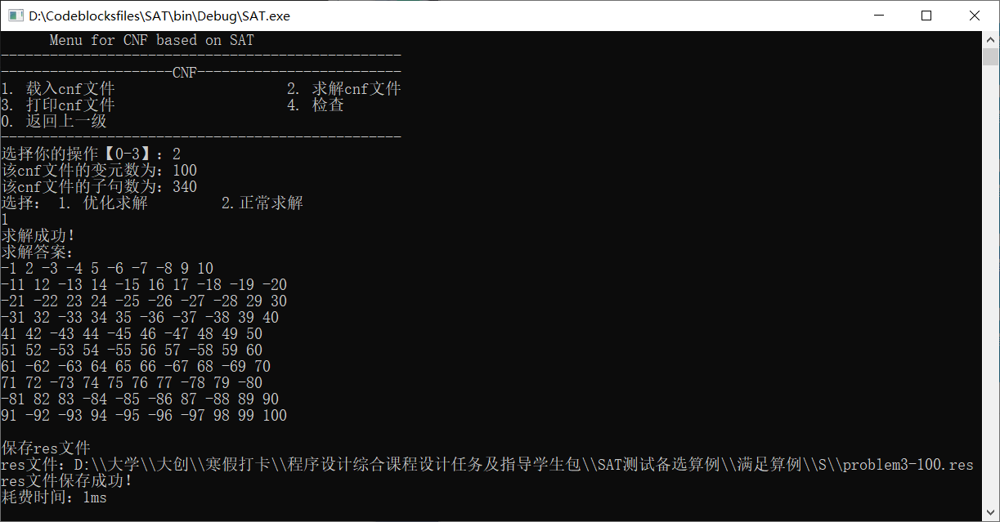 D:\Codeblocksfiles\SAT\bin\Debug\SAT.exe
Menu for CNF based on SAT
-------------------------------------------------
---------------------CNF-------------------------
1. 载入cnf文件                     2. 求解cnf文件
3. 打印cnf文件                     4. 检查
0. 返回上一级
-------------------------------------------------
选择你的操作【0-3】：2
该cnf文件的变元数为：100
该cnf文件的子句数为：340
选择： 1. 优化求解         2.正常求解
1
求解成功！
求解答案：
-1 2 -3 -4 5 -6 -7 -8 9 10
-11 12 -13 14 -15 16 17 -18 -19 -20
-21 -22 23 24 -25 -26 -27 -28 29 30
-31 32 -33 34 35 -36 -37 -38 39 40
41 42 -43 44 -45 46 -47 48 49 50
51 52 -53 54 -55 56 57 -58 59 60
61 -62 -63 64 65 66 -67 68 -69 70
71 72 -73 74 75 76 77 -78 79 -80
-81 82 83 -84 -85 -86 87 -88 89 90
91 -92 -93 94 -95 -96 -97 98 99 100
保存res文件
res文件：D:\\大学\\大创\\寒假打卡\\程序设计综合课程设计任务及指导学生包\\SAT测试备选算例\\满足算例\\S\\problem3-100.res
res文件保存成功！
耗费时间：1ms